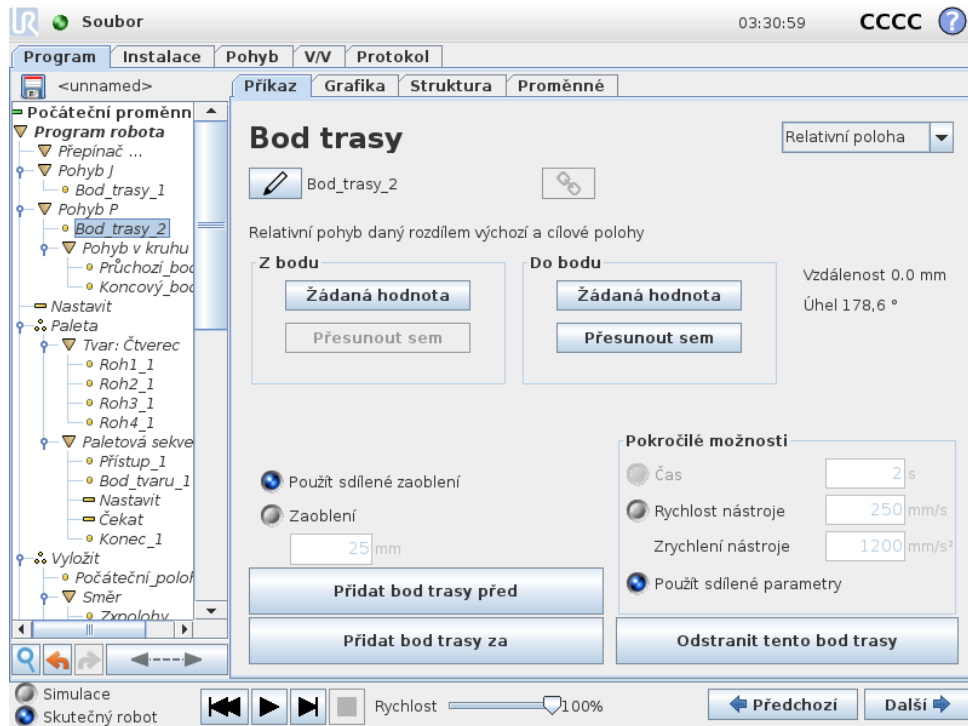 UR Soubor 03:30:59 CCCC ?
Program Instalace Pohyb V/V Protokol
<unnamed>
Příkaz Grafika Struktura Proměnné
Počáteční proměnn
Program robota
Přepínač ...
Pohyb J
Bod_trasy_1
Pohyb P
Bod_trasy_2
Pohyb v kruhu
Průchozí_bod
Koncový_bod
Nastavit
Paleta
Tvar: Čtverec
Roh1_1
Roh2_1
Roh3_1
Roh4_1
Paletová sekve
Přístup_1
Bod_tvaru_1
Nastavit
Čekat
Konec_1
Vyložit
Počáteční_poloh
Směr
Zxpolohy
Bod trasy
Relativní poloha
Bod_trasy_2
Relativní pohyb daný rozdílem výchozí a cílové polohy
Z bodu
Žádaná hodnota
Přesunout sem
Do bodu
Žádaná hodnota
Přesunout sem
Vzdálenost 0.0 mm
Úhel 178,6 °
Použít sdílené zaoblení
Zaoblení
25 mm
Pokročilé možnosti
Čas 2 s
Rychlost nástroje 250 mm/s
Zrychlení nástroje 1200 mm/s²
Použít sdílené parametry
Přidat bod trasy před
Přidat bod trasy za
Odstranit tento bod trasy
Simulace
Skutečný robot
Rychlost 100%
Předchozí
Další